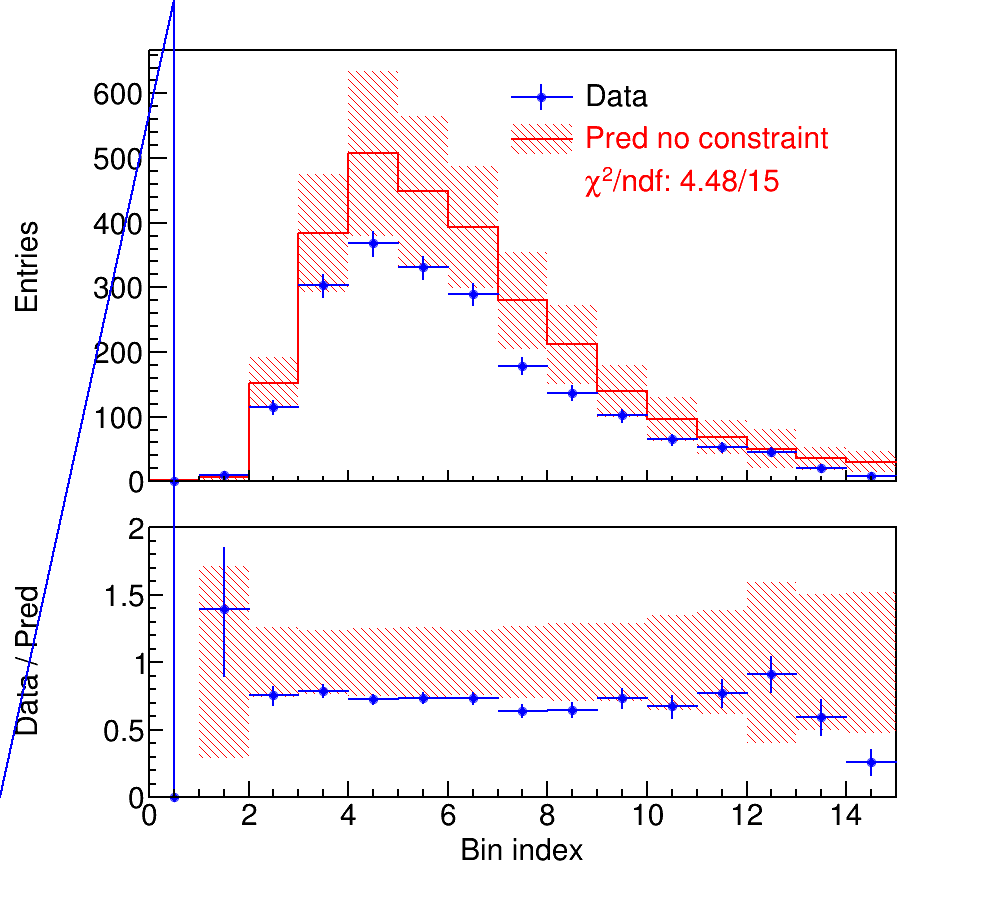 Data
Pred no constraint
χ²/ndf: 4.48/15
Entries
600
500
400
300
200
100
0
Data / Pred
2
1.5
1
0.5
0
0 2 4 6 8 10 12 14
Bin index